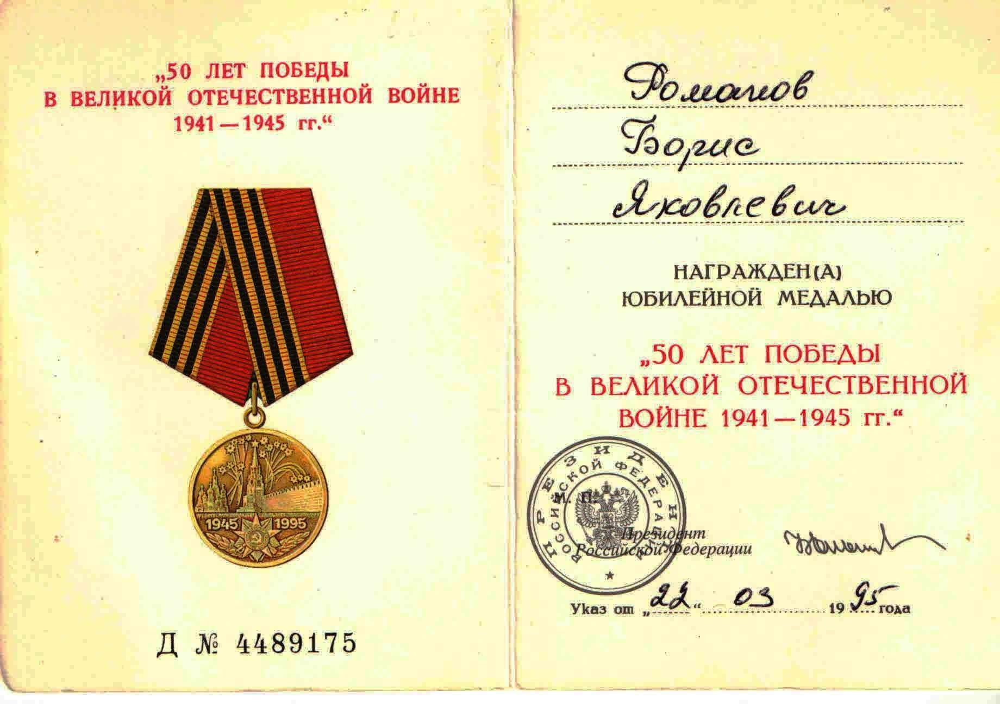 „50 ЛЕТ ПОБЕДЫ
В ВЕЛИКОЙ ОТЕЧЕСТВЕННОЙ ВОЙНЕ
1941—1945 гг.“
1945 1995
Д № 4489175
Романов
Борис
Яковлевич
НАГРАЖДЕН(А)
ЮБИЛЕЙНОЙ МЕДАЛЬЮ
„50 ЛЕТ ПОБЕДЫ
В ВЕЛИКОЙ ОТЕЧЕСТВЕННОЙ
ВОЙНЕ 1941—1945 гг.“
ПРЕЗИДЕНТ
РОССИЙСКОЙ ФЕДЕРАЦИИ
М. П.
Президент
Российской Федерации
Указ от „22“ 03 1995 года